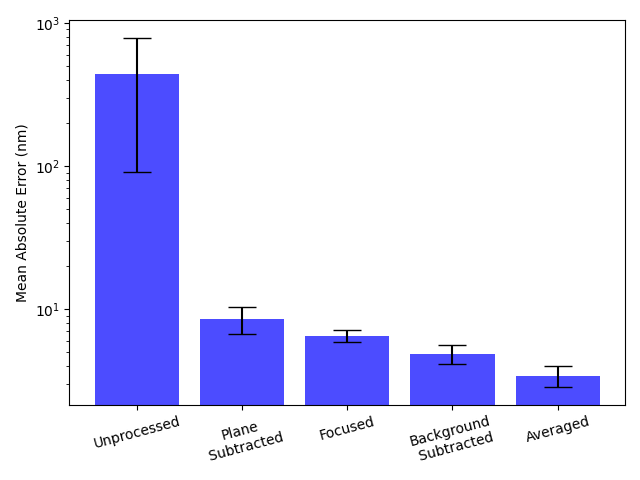 10³
10²
10¹
Mean Absolute Error (nm)
Unprocessed
Plane
Subtracted
Focused
Background
Subtracted
Averaged